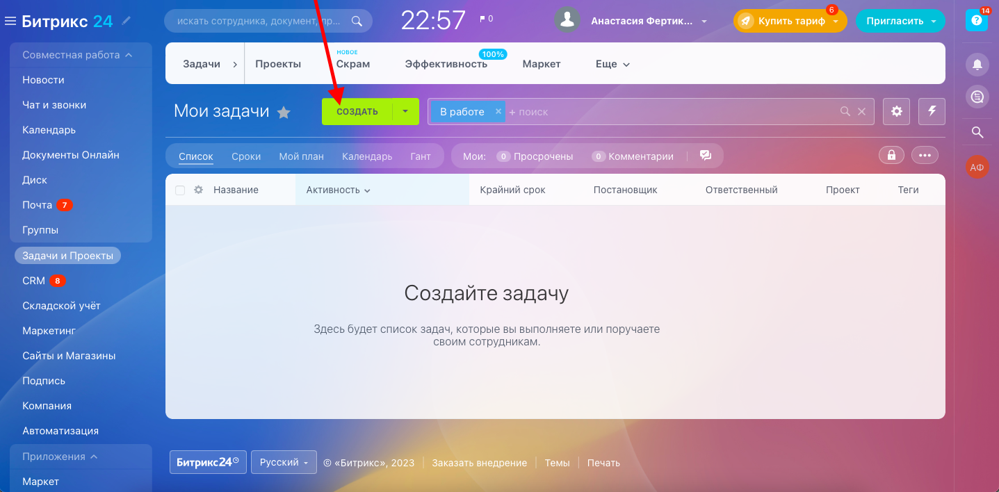 Битрикс 24
искать сотрудника, документ, пр...
22:57
0
Анастасия Фертик...
Купить тариф
6
Пригласить
14
Совместная работа
Новости
Чат и звонки
Календарь
Документы Онлайн
Диск
Почта 7
Группы
Задачи и Проекты
CRM 8
Складской учёт
Маркетинг
Сайты и Магазины
Подпись
Компания
Автоматизация
Приложения
Маркет
Задачи
Проекты
НОВОЕ
Скрам
Эффективность
100%
Маркет
Еще
Мои задачи
СОЗДАТЬ
В работе ×
+ поиск
Список
Сроки
Мой план
Календарь
Гант
Мои:
0 Просрочены
0 Комментарии
АФ
Название
Активность
Крайний срок
Постановщик
Ответственный
Проект
Теги
Создайте задачу
Здесь будет список задач, которые вы выполняете или поручаете
своим сотрудникам.
Битрикс24
Русский
© «Битрикс», 2023
Заказать внедрение
Темы
Печать